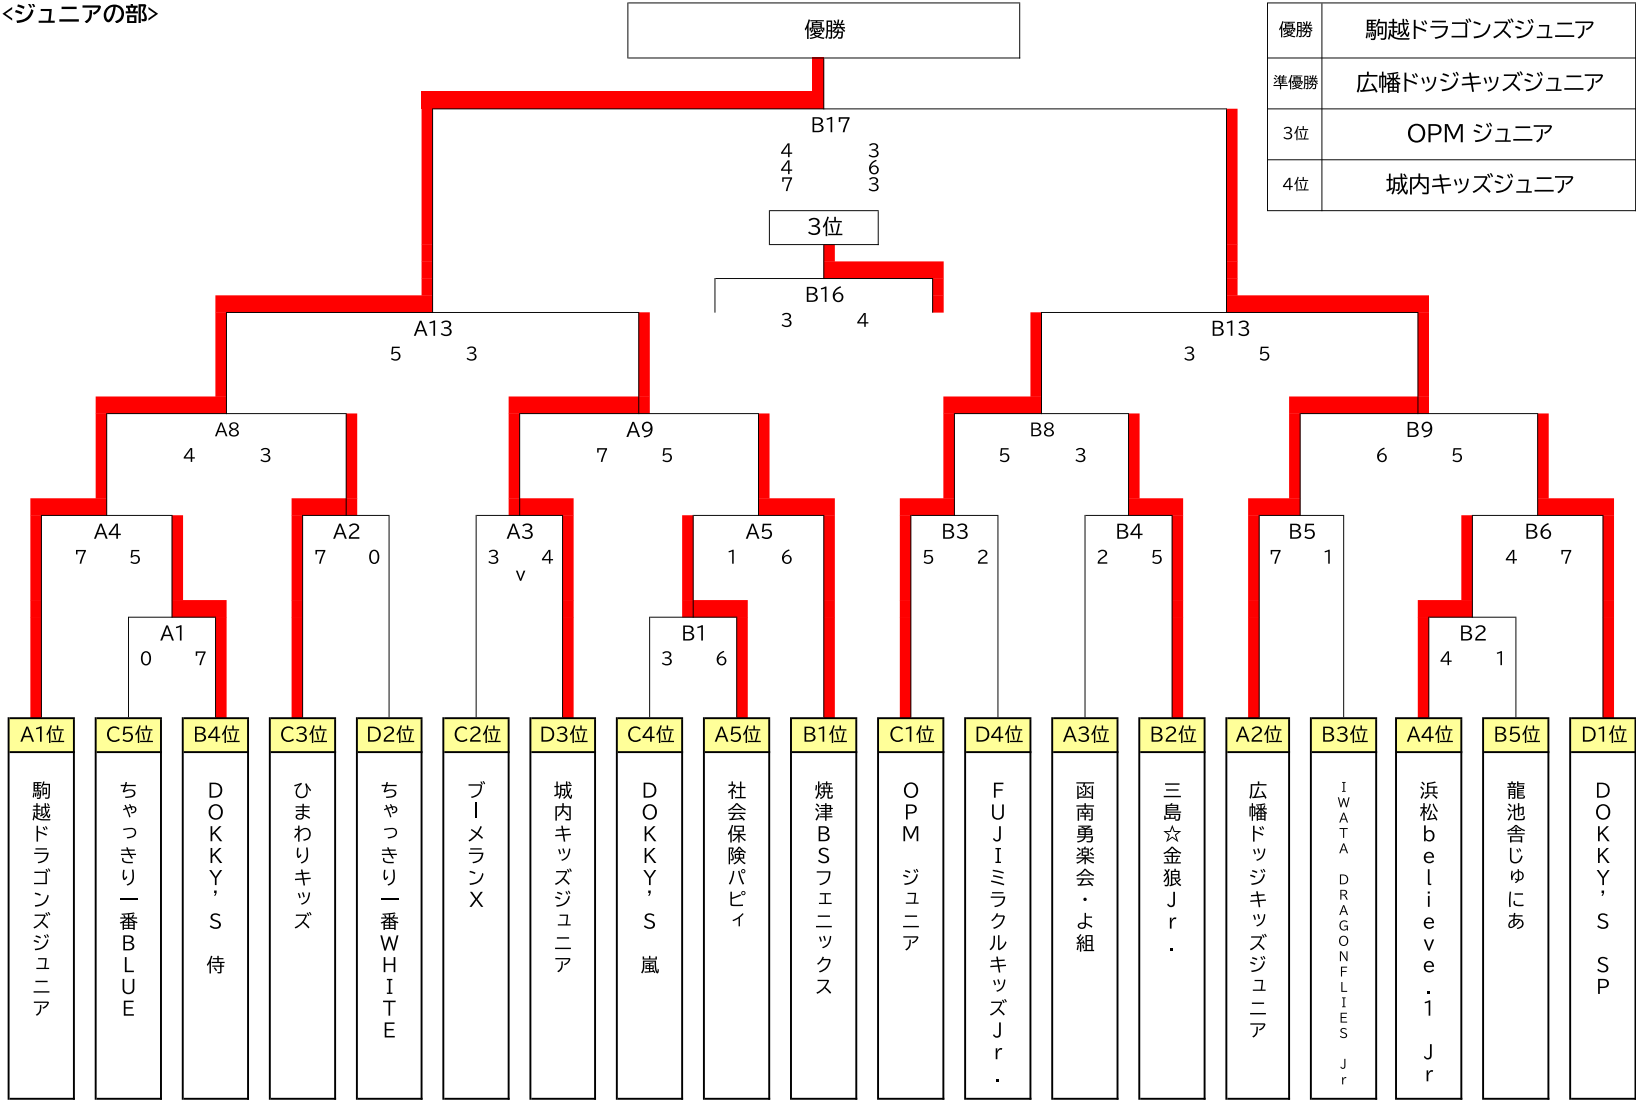 <ジュニアの部>
優勝
優勝 駒越ドラゴンズジュニア
準優勝 広幡ドッジキッズジュニア
3位 OPM ジュニア
4位 城内キッズジュニア
B17
4 3
4 6
7 3
3位
B16
3 4
A13
5 3
B13
3 5
A8
4 3
A9
7 5
B8
5 3
B9
6 5
A4
7 5
A2
7 0
A3
3 4
v
A5
1 6
B3
5 2
B4
2 5
B5
7 1
B6
4 7
A1
0 7
B1
3 6
B2
4 1
A1位
C5位
B4位
C3位
D2位
C2位
D3位
C4位
A5位
B1位
C1位
D4位
A3位
B2位
A2位
B3位
A4位
B5位
D1位
駒越ドラゴンズジュニア
ちゃっきり一番BLUE
DOKKY’S 侍
ひまわりキッズ
ちゃっきり一番WHITE
ブーメランX
城内キッズジュニア
DOKKY’S 嵐
社会保険パピィ
焼津BSフェニックス
OPM ジュニア
FUJIミラクルキッズJr.
函南勇楽会・よ組
三島☆金狼Jr.
広幡ドッジキッズジュニア
IWATA DRAGONFLIES Jr
浜松believe.1 Jr
龍池舎じゅにあ
DOKKY’S SP